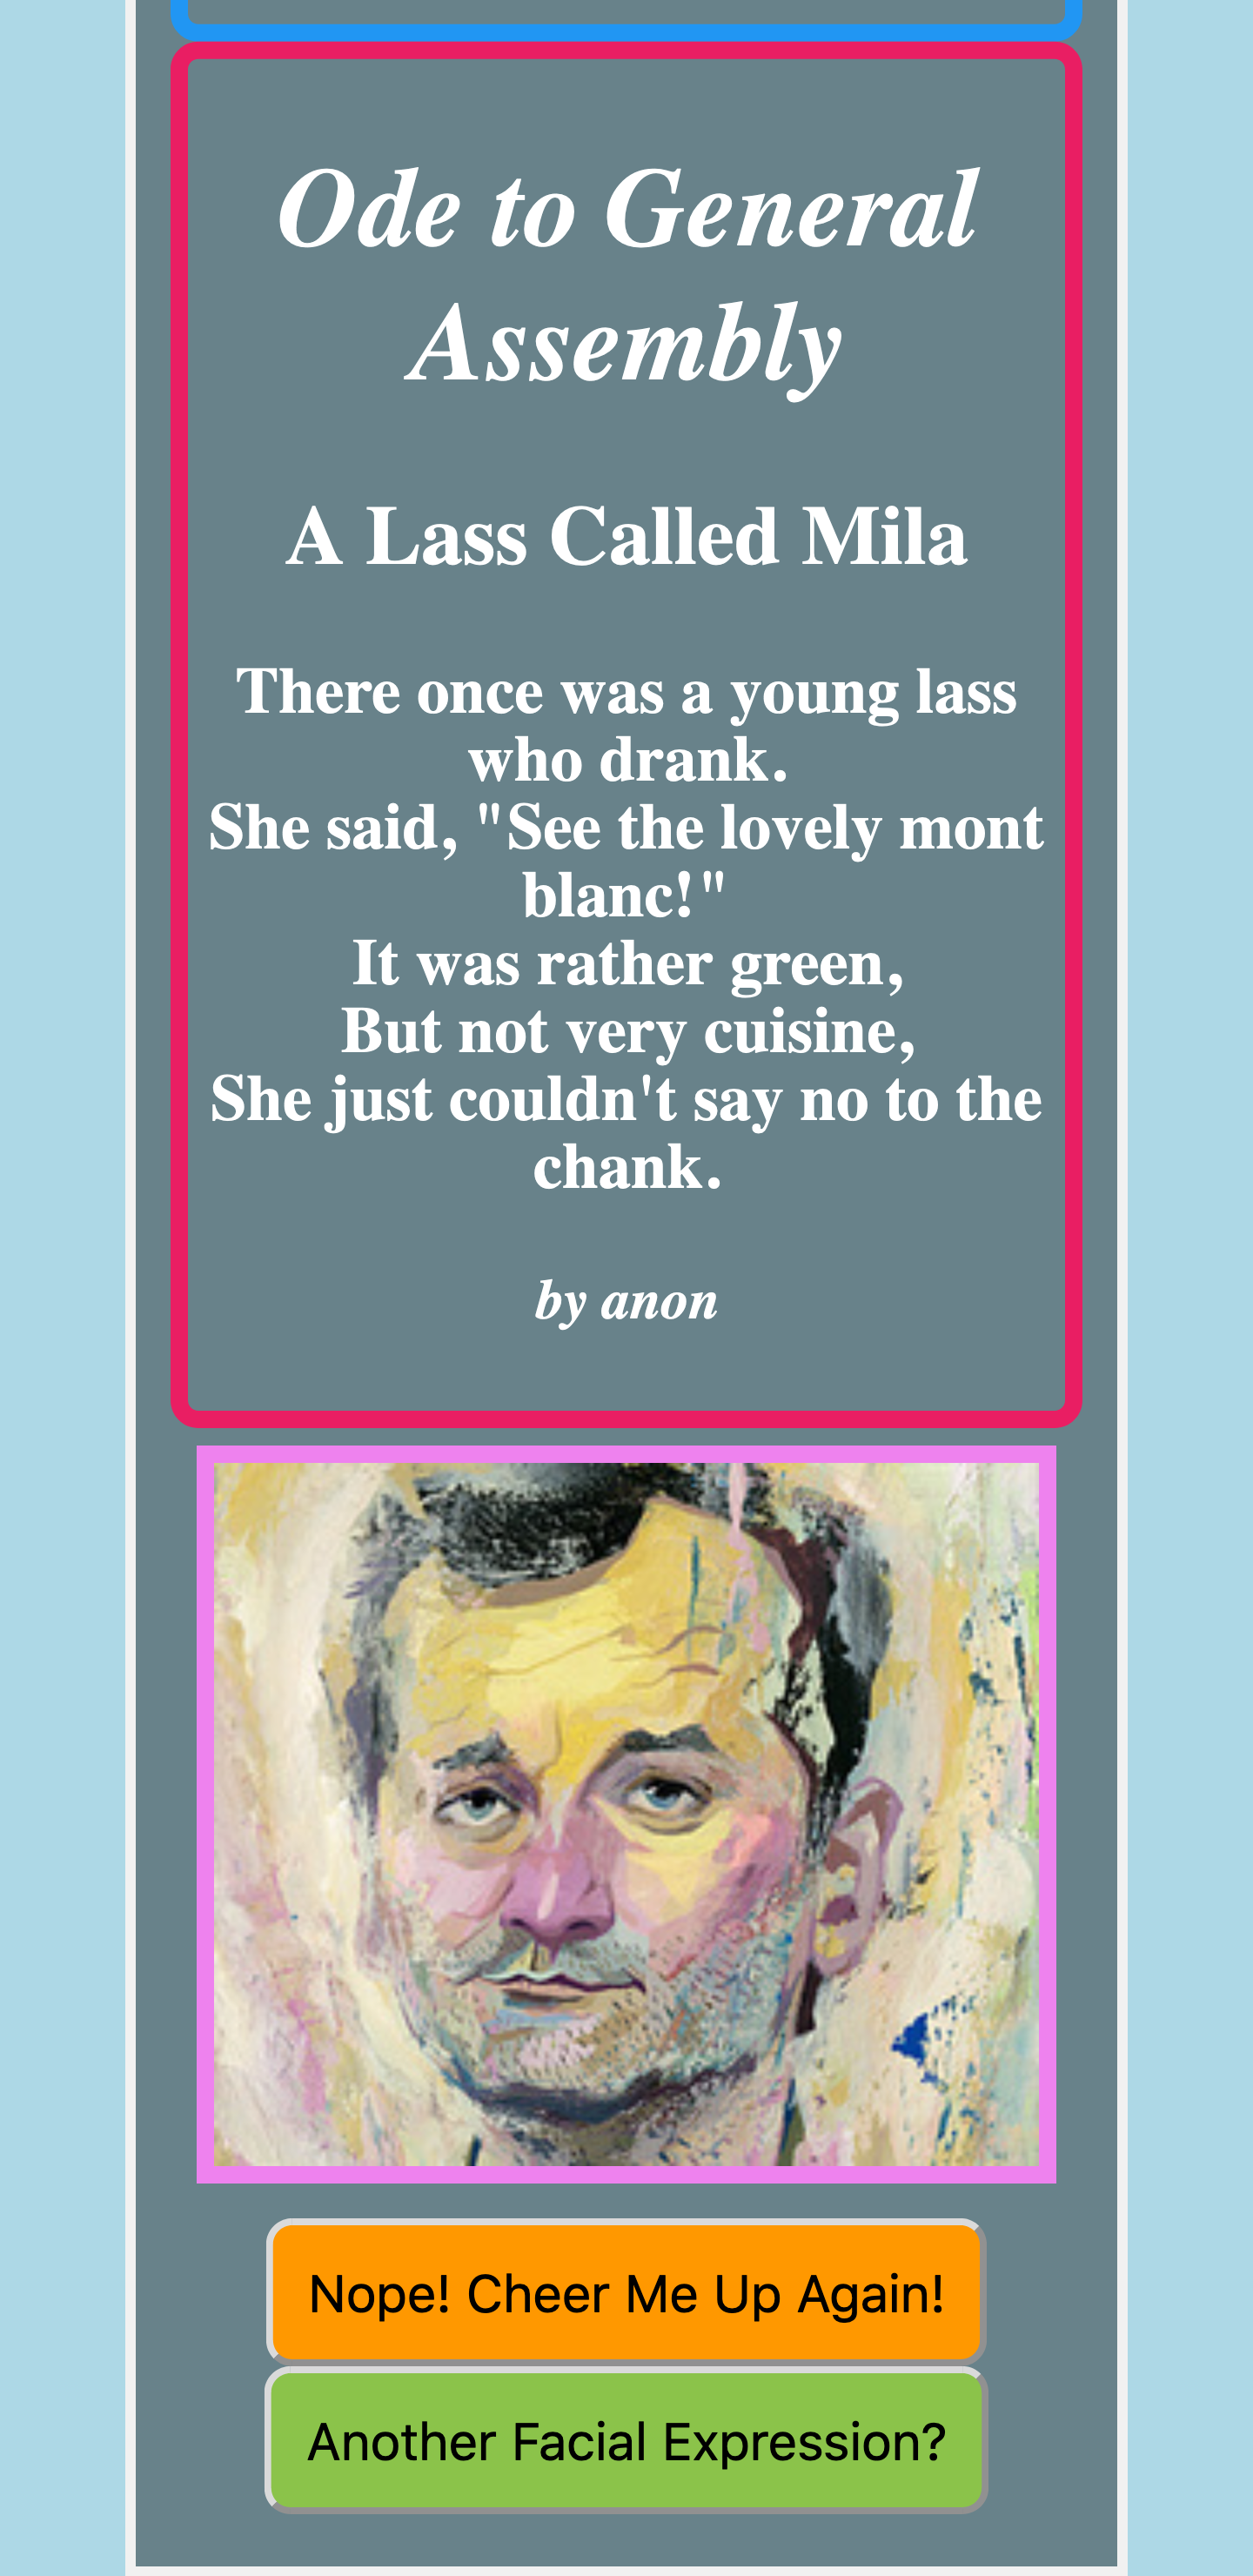 Ode to General
Assembly
A Lass Called Mila
There once was a young lass
who drank.
She said, "See the lovely mont
blanc!"
It was rather green,
But not very cuisine,
She just couldn't say no to the
chank.
by anon
Nope! Cheer Me Up Again!
Another Facial Expression?